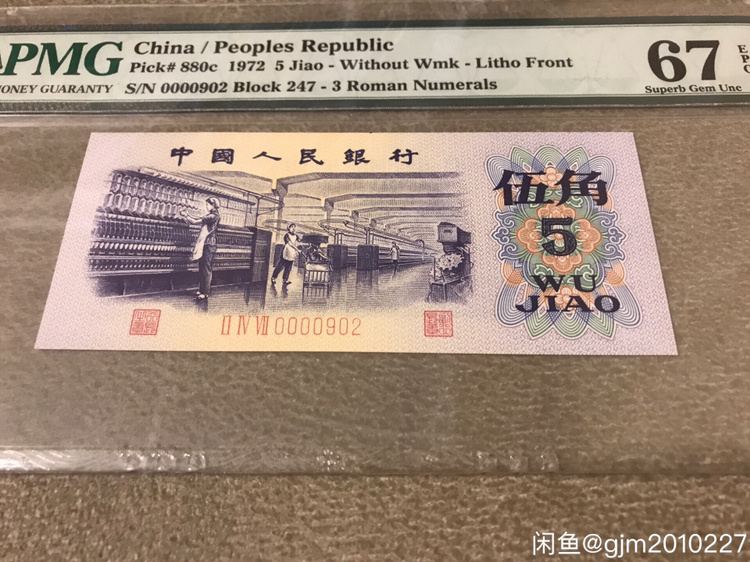 PMG
MONEY GUARANTY
China / Peoples Republic
Pick# 880c 1972 5 Jiao - Without Wmk - Litho Front
S/N 0000902 Block 247 - 3 Roman Numerals
67
Superb Gem Unc
中國人民銀行
伍角
5
WU
JIAO
II IV VII 0000902
闲鱼@gjm2010227